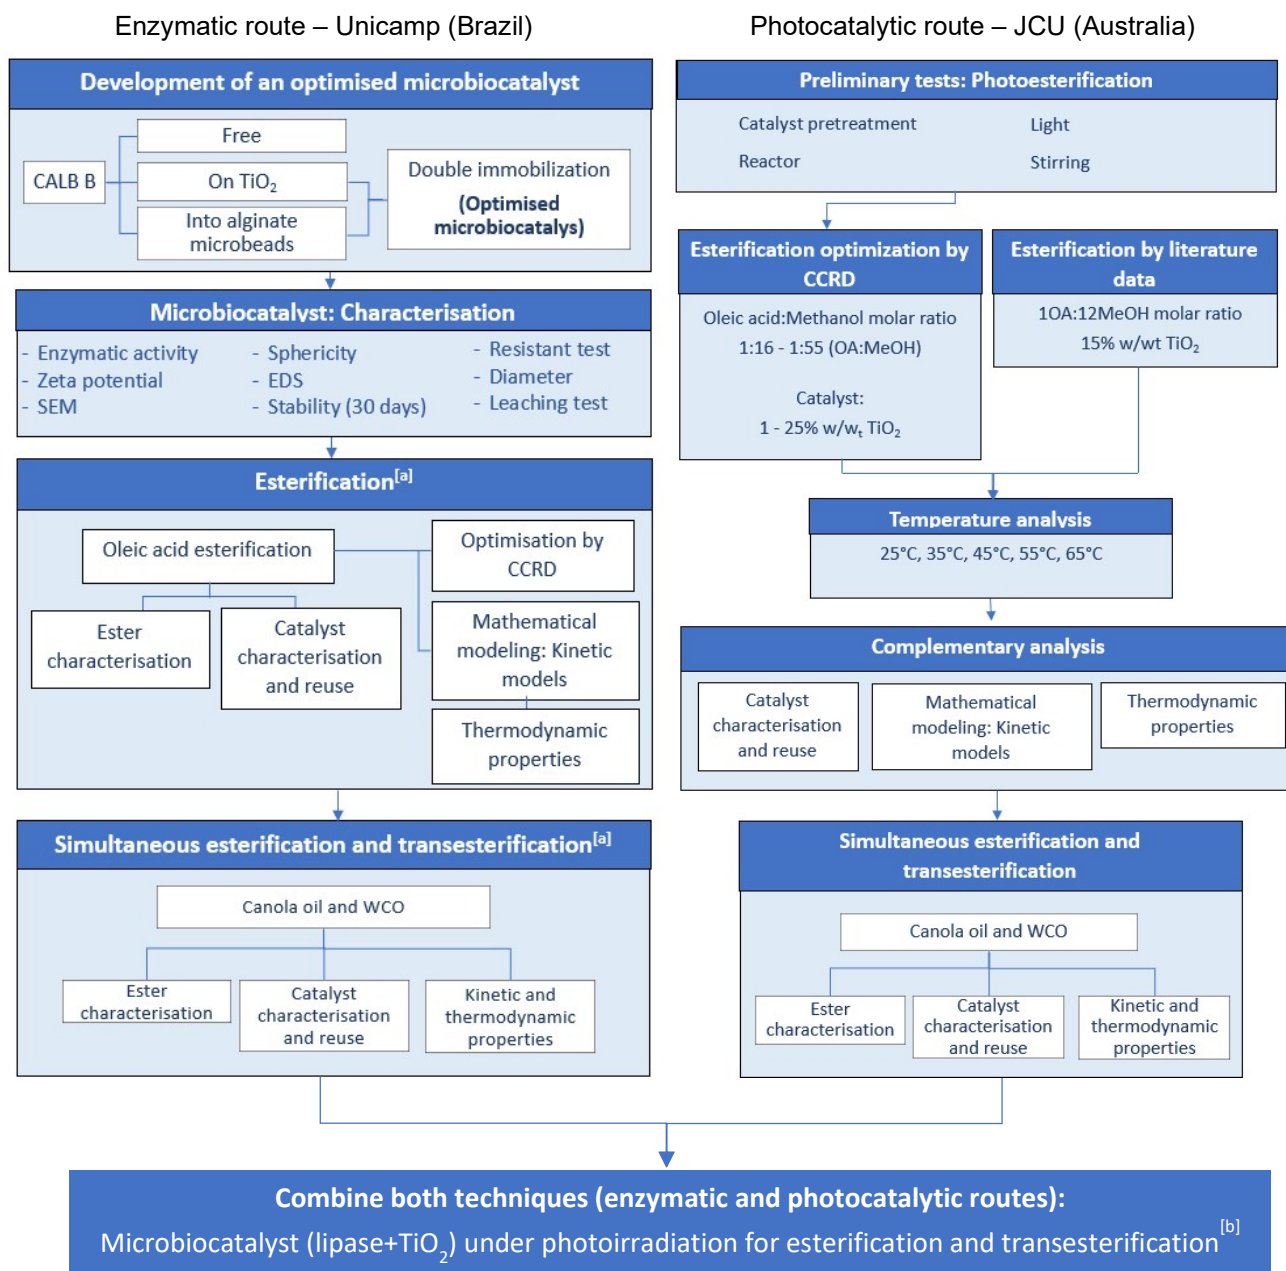 Enzymatic route – Unicamp (Brazil)
Development of an optimised microbiocatalyst
CALB B
Free
On TiO₂
Into alginate
microbeads
Double immobilization
(Optimised
microbiocatalys)
Microbiocatalyst: Characterisation
- Enzymatic activity
- Zeta potential
- SEM
- Sphericity
- EDS
- Stability (30 days)
- Resistant test
- Diameter
- Leaching test
Esterification[a]
Oleic acid esterification
Ester
characterisation
Catalyst
characterisation
and reuse
Optimisation by
CCRD
Mathematical
modeling: Kinetic
models
Thermodynamic
properties
Simultaneous esterification and transesterification[a]
Canola oil and WCO
Ester
characterisation
Catalyst
characterisation
and reuse
Kinetic and
thermodynamic
properties
Photocatalytic route – JCU (Australia)
Preliminary tests: Photoesterification
Catalyst pretreatment
Light
Reactor
Stirring
Esterification optimization by
CCRD
Oleic acid:Methanol molar ratio
1:16 - 1:55 (OA:MeOH)
Catalyst:
1 - 25% w/wₜ TiO₂
Esterification by literature
data
1OA:12MeOH molar ratio
15% w/wt TiO₂
Temperature analysis
25°C, 35°C, 45°C, 55°C, 65°C
Complementary analysis
Catalyst
characterisation
and reuse
Mathematical
modeling: Kinetic
models
Thermodynamic
properties
Simultaneous esterification and
transesterification
Canola oil and WCO
Ester
characterisation
Catalyst
characterisation
and reuse
Kinetic and
thermodynamic
properties
Combine both techniques (enzymatic and photocatalytic routes):
Microbiocatalyst (lipase+TiO₂) under photoirradiation for esterification and transesterification[b]